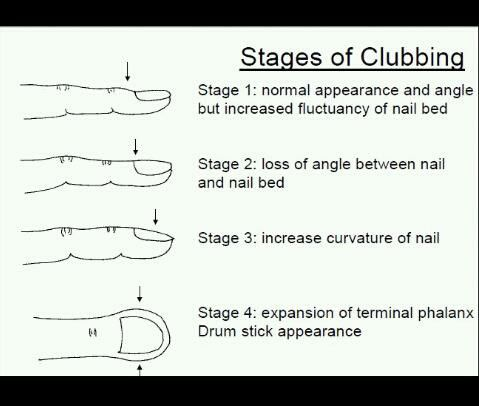 Stages of Clubbing
Stage 1: normal appearance and angle
but increased fluctuancy of nail bed
Stage 2: loss of angle between nail
and nail bed
Stage 3: increase curvature of nail
Stage 4: expansion of terminal phalanx
Drum stick appearance